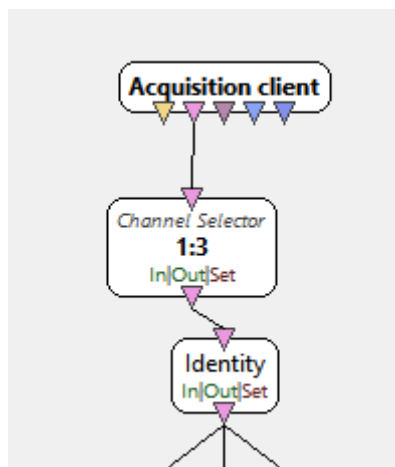 Acquisition client
Channel Selector
1:3
In|Out|Set
Identity
In|Out|Set